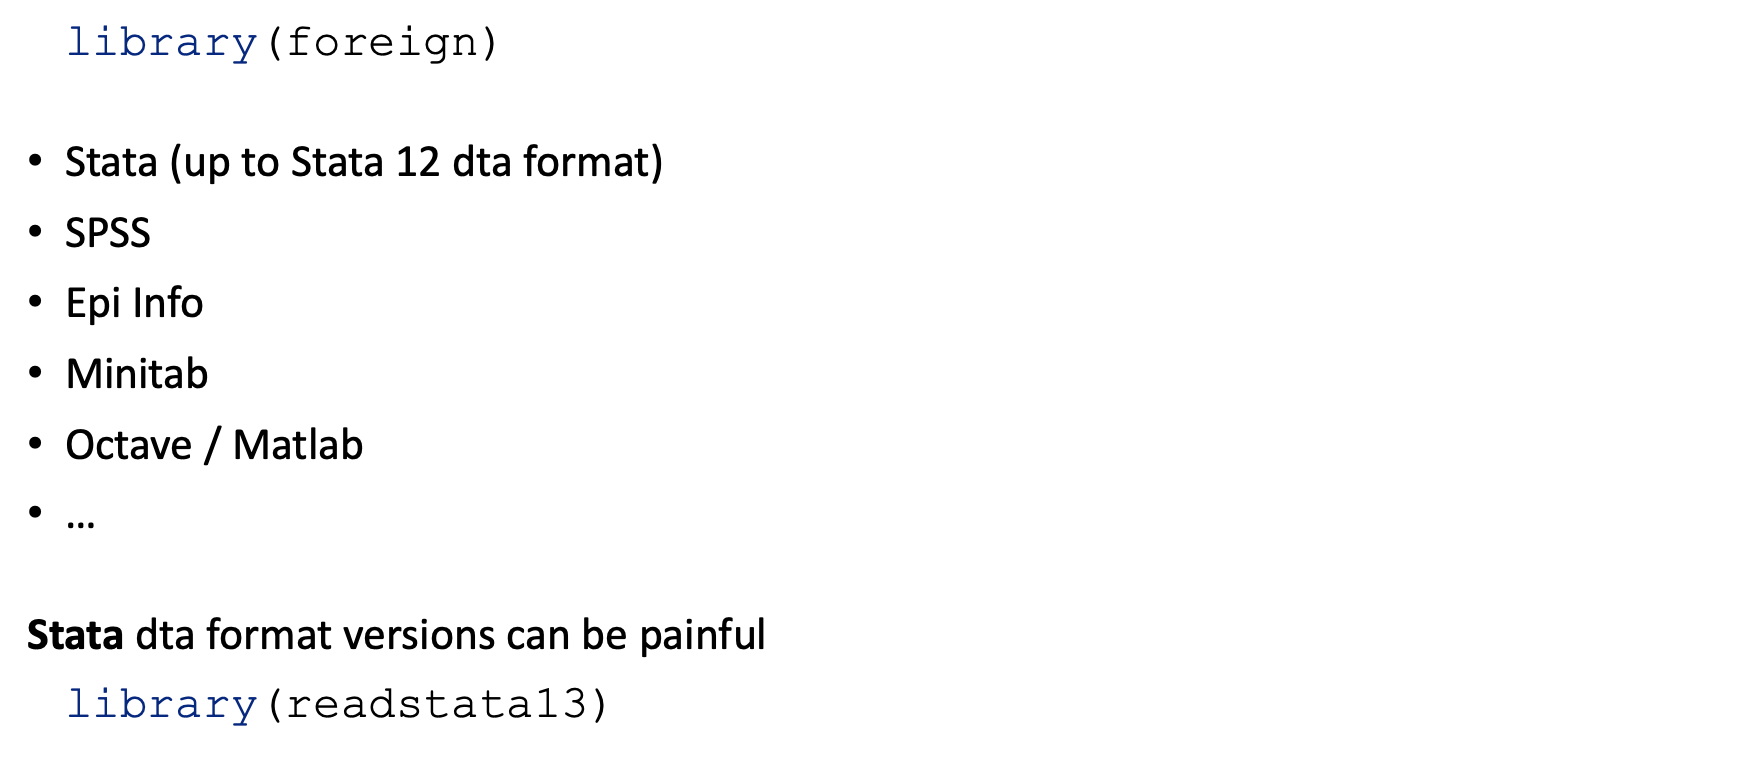 library(foreign)
• Stata (up to Stata 12 dta format)
• SPSS
• Epi Info
• Minitab
• Octave / Matlab
• …
Stata dta format versions can be painful
library(readstata13)